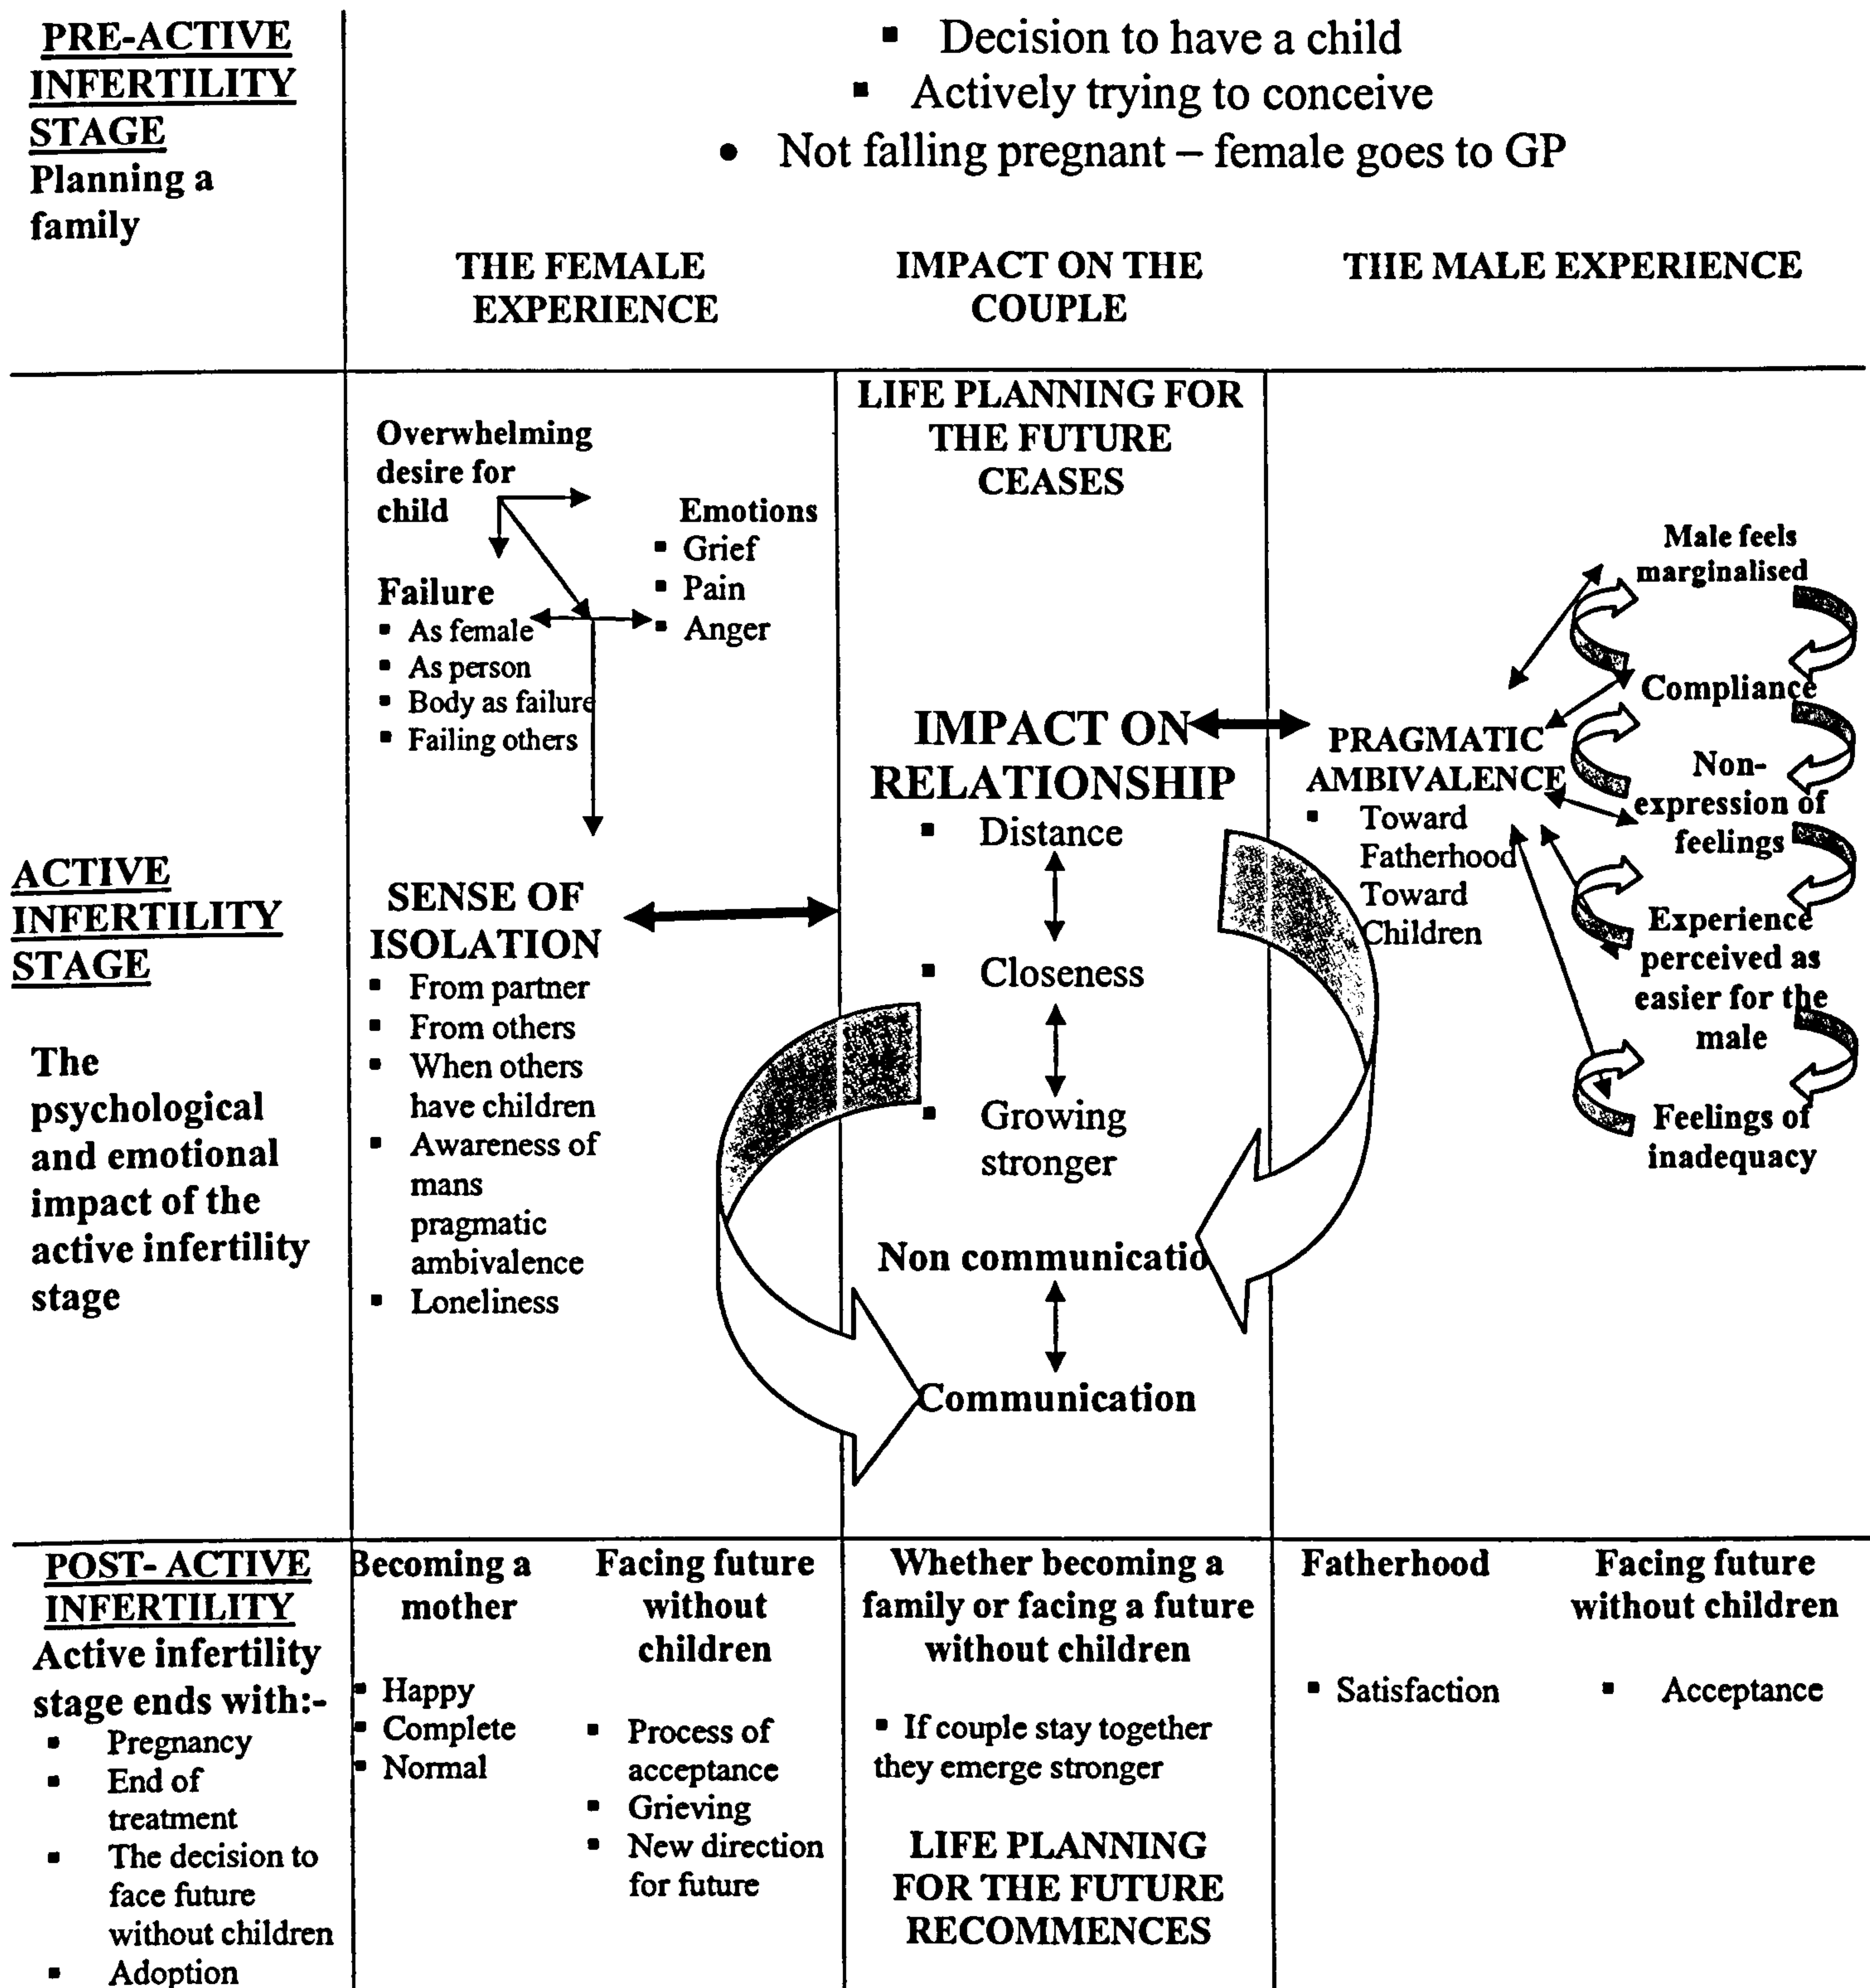 PRE-ACTIVE
INFERTILITY
STAGE
Planning a
family
▪ Decision to have a child
▪ Actively trying to conceive
• Not falling pregnant – female goes to GP
THE FEMALE
EXPERIENCE
IMPACT ON THE
COUPLE
THE MALE EXPERIENCE
ACTIVE
INFERTILITY
STAGE
The
psychological
and emotional
impact of the
active infertility
stage
Overwhelming
desire for
child
Emotions
▪ Grief
▪ Pain
▪ Anger
Failure
▪ As female
▪ As person
▪ Body as failure
▪ Failing others
SENSE OF
ISOLATION
▪ From partner
▪ From others
▪ When others
have children
▪ Awareness of
mans
pragmatic
ambivalence
▪ Loneliness
LIFE PLANNING FOR
THE FUTURE
CEASES
IMPACT ON
RELATIONSHIP
▪ Distance
▪ Closeness
▪ Growing
stronger
Non communicatio
Communication
PRAGMATIC
AMBIVALENCE
▪ Toward
Fatherhood
Toward
Children
Male feels
marginalised
Compliance
Non-
expression of
feelings
Experience
perceived as
easier for the
male
Feelings of
inadequacy
POST- ACTIVE
INFERTILITY
Active infertility
stage ends with:-
▪ Pregnancy
▪ End of
treatment
▪ The decision to
face future
without children
▪ Adoption
Becoming a
mother
▪ Happy
▪ Complete
▪ Normal
Facing future
without
children
▪ Process of
acceptance
▪ Grieving
▪ New direction
for future
Whether becoming a
family or facing a future
without children
▪ If couple stay together
they emerge stronger
LIFE PLANNING
FOR THE FUTURE
RECOMMENCES
Fatherhood
▪ Satisfaction
Facing future
without children
▪ Acceptance